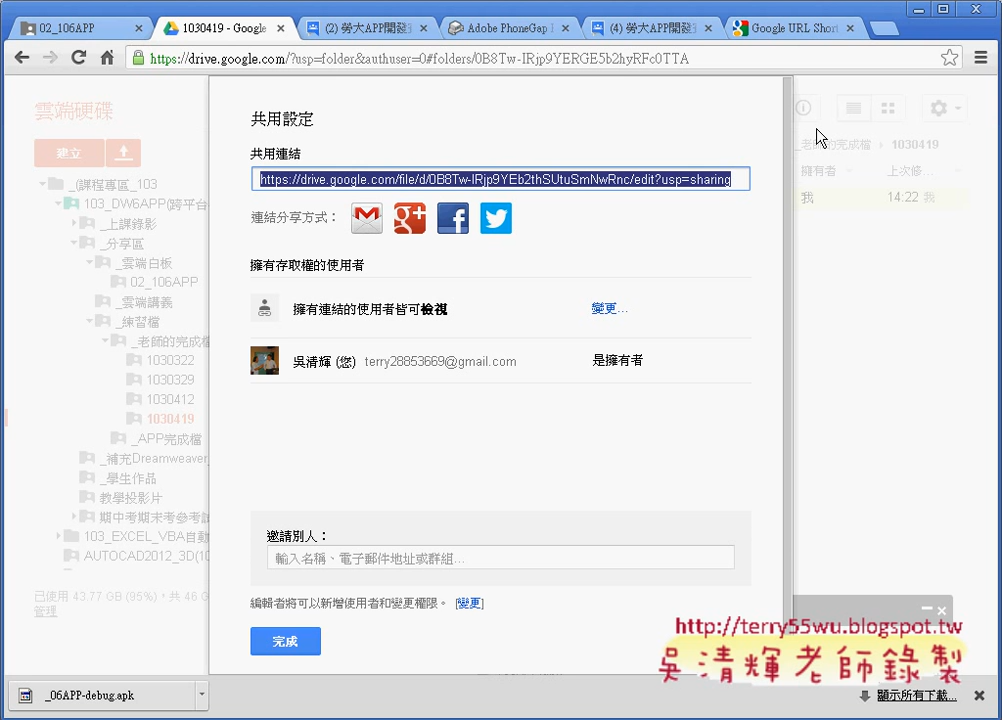 02_106APP
1030419 - Google
(2) 勞大APP開發
Adobe PhoneGap
(4) 勞大APP開發
Google URL Short
https://drive.google.com/?usp=folder&authuser=0#folders/0B8Tw-IRjp9YERGE5b2hyRFc0TTA
雲端硬碟
建立
_(課程專區_103
103_DW6APP(跨平台
_上課錄影
_分享區
_雲端白板
02_106APP
_雲端講義
_練習檔
_老師的完成檔
1030322
1030329
1030412
1030419
_APP完成檔
_補充Dreamweaver
_學生作品
教學投影片
期中考期末考參考試
103_EXCEL_VBA自動
AUTOCAD2012_3D(10
已使用 43.77 GB (95%)，共 46.9
管理
共用設定
共用連結
https://drive.google.com/file/d/0B8Tw-IRjp9YEb2thSUtuSmNwRnc/edit?usp=sharing
連結分享方式：
擁有存取權的使用者
擁有連結的使用者皆可檢視
變更...
吳清輝 (您) terry28853669@gmail.com
是擁有者
邀請別人：
輸入名稱、電子郵件地址或群組...
編輯者將可以新增使用者和變更權限。 [變更]
完成
_老師的完成檔 › 1030419
擁有者
上次修...
我
14:22 我
http://terry55wu.blogspot.tw
吳清輝老師錄製
_06APP-debug.apk
顯示所有下載...